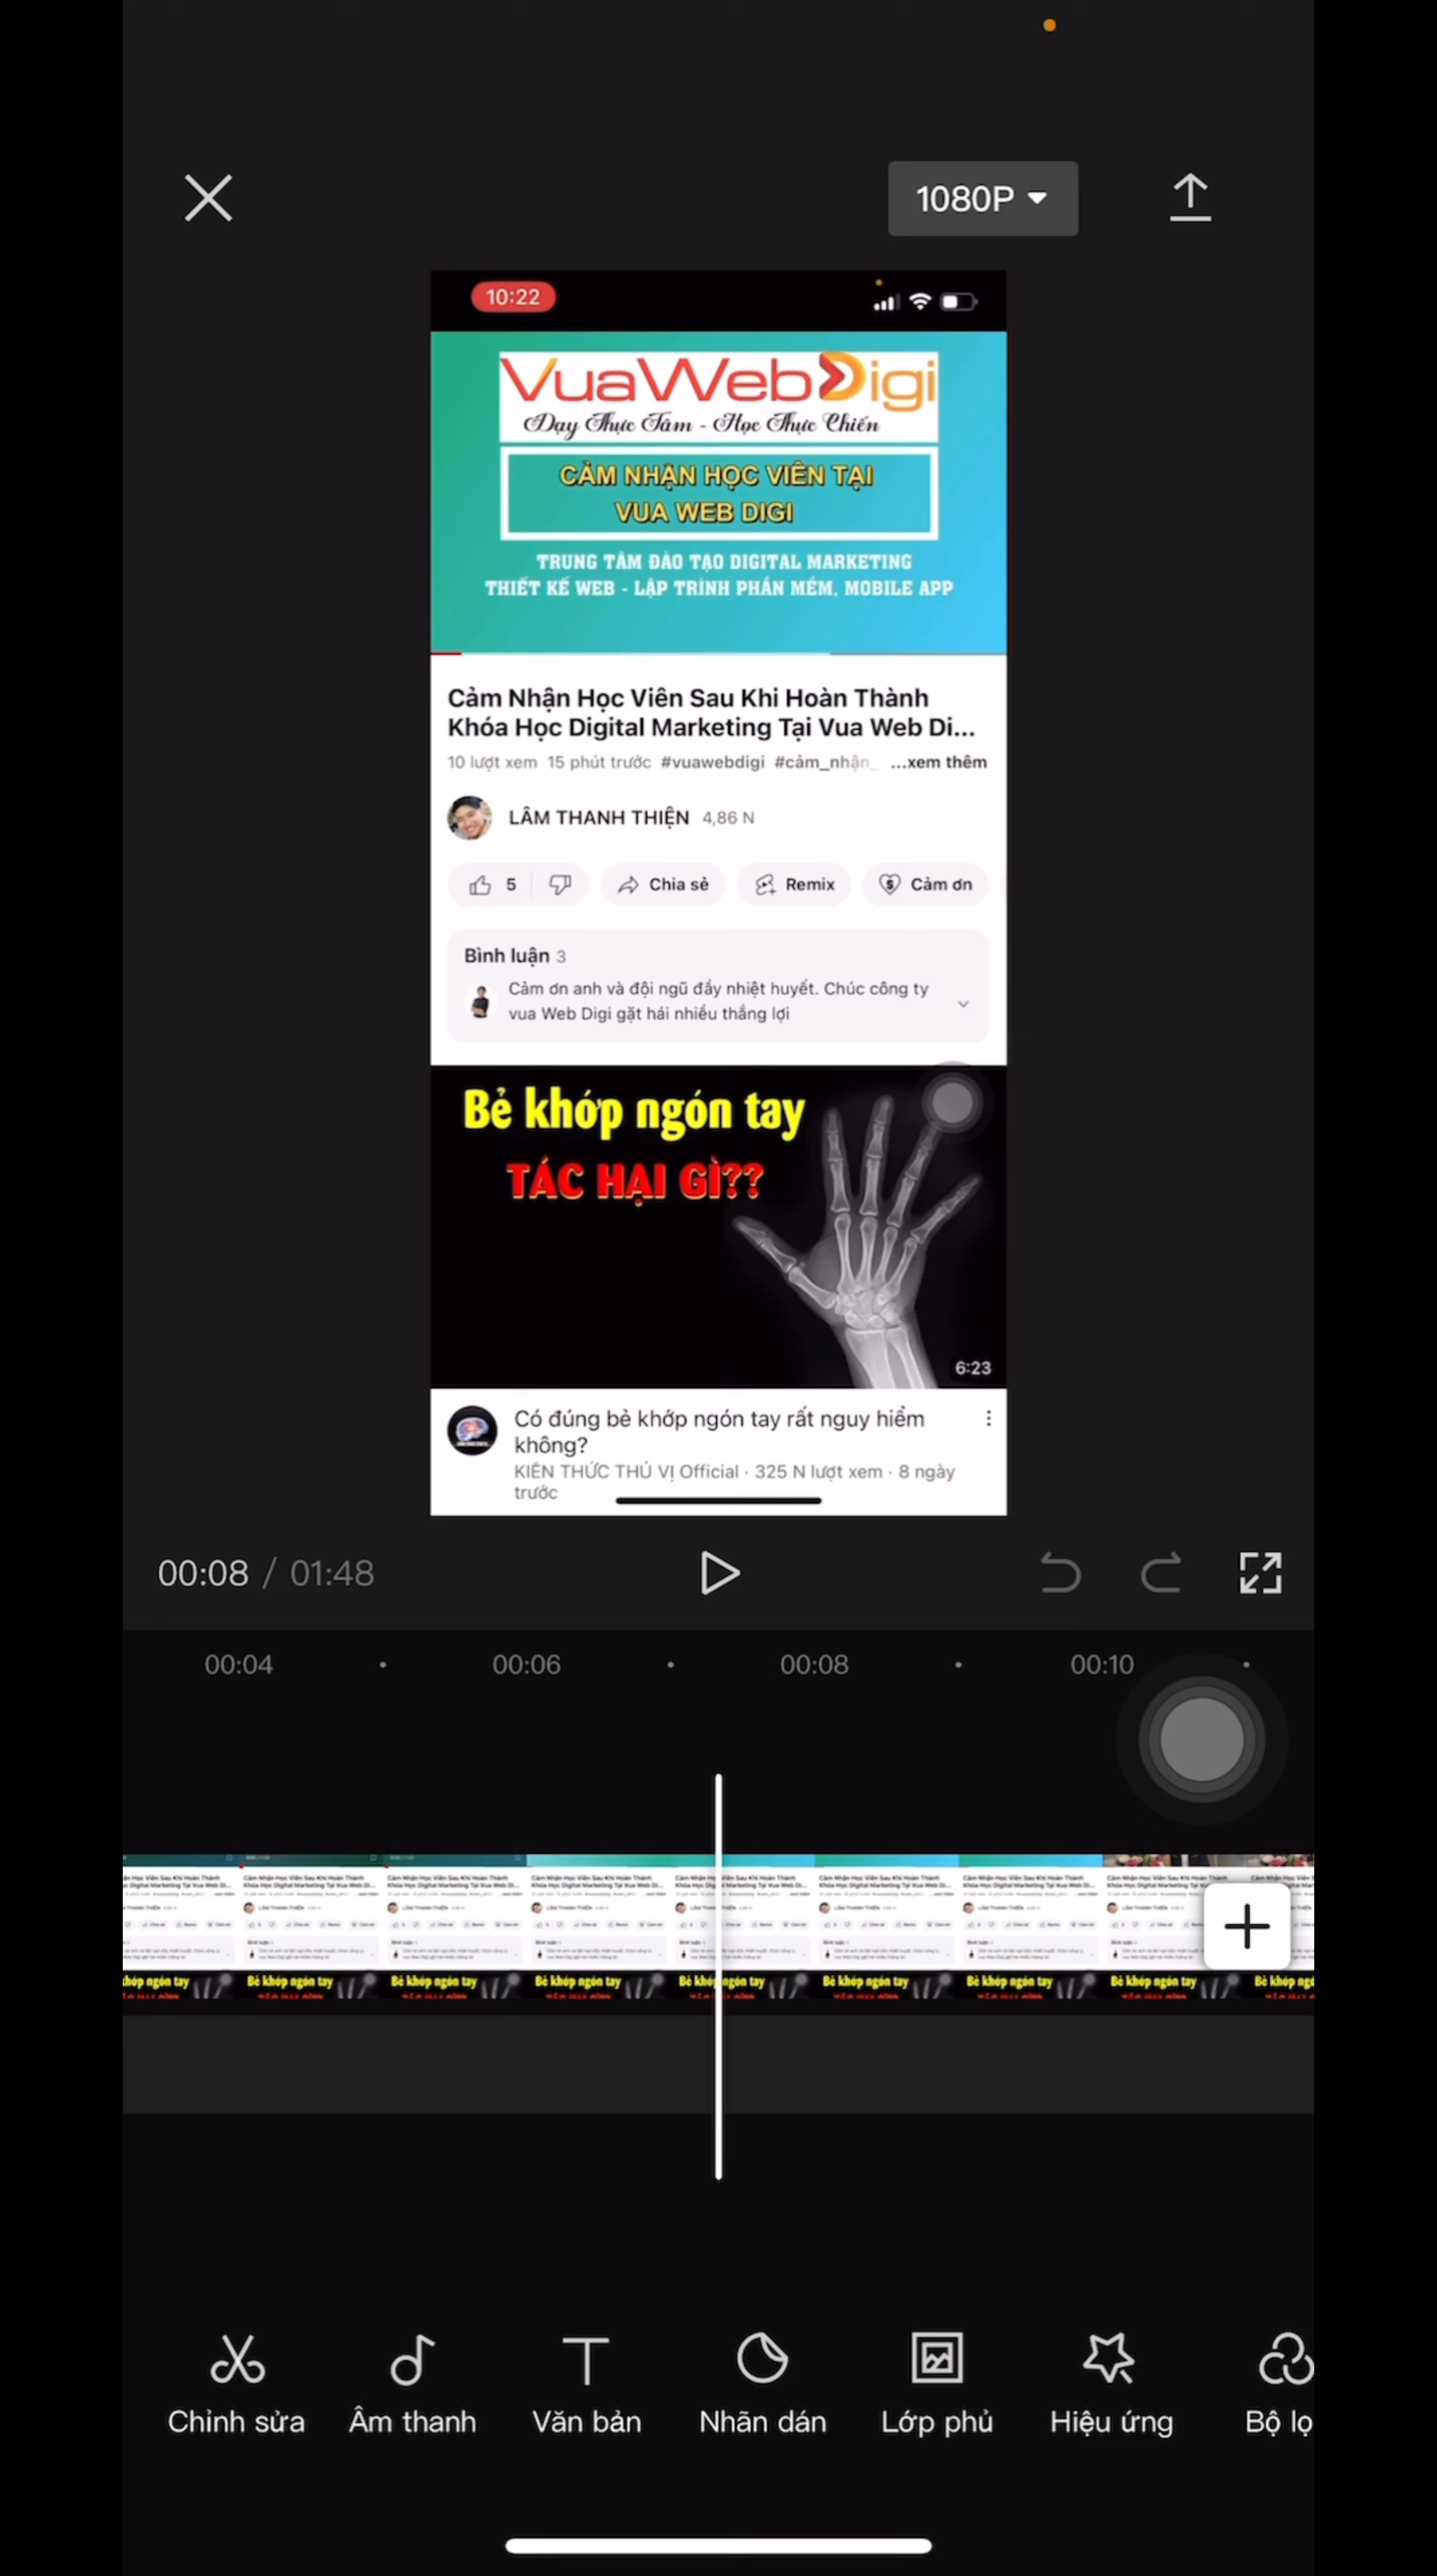 1080P
10:22
VuaWebDigi
Dạy Thực Tâm - Học Thực Chiến
CẢM NHẬN HỌC VIÊN TẠI
VUA WEB DIGI
TRUNG TÂM ĐÀO TẠO DIGITAL MARKETING
THIẾT KẾ WEB - LẬP TRÌNH PHẦN MỀM, MOBILE APP
Cảm Nhận Học Viên Sau Khi Hoàn Thành
Khóa Học Digital Marketing Tại Vua Web Di...
10 lượt xem 15 phút trước #vuawebdigi #cảm_nhận_ ...xem thêm
LÂM THANH THIỆN 4,86 N
5 Chia sẻ Remix Cảm ơn
Bình luận 3
Cảm ơn anh và đội ngũ đầy nhiệt huyết. Chúc công ty
vua Web Digi gặt hái nhiều thắng lợi
Bẻ khớp ngón tay
TÁC HẠI GÌ??
6:23
Có đúng bẻ khớp ngón tay rất nguy hiểm
không?
KIẾN THỨC THÚ VỊ Official · 325 N lượt xem · 8 ngày
trước
00:08 / 01:48
00:04 00:06 00:08 00:10
Chỉnh sửa Âm thanh Văn bản Nhãn dán Lớp phủ Hiệu ứng Bộ lọ